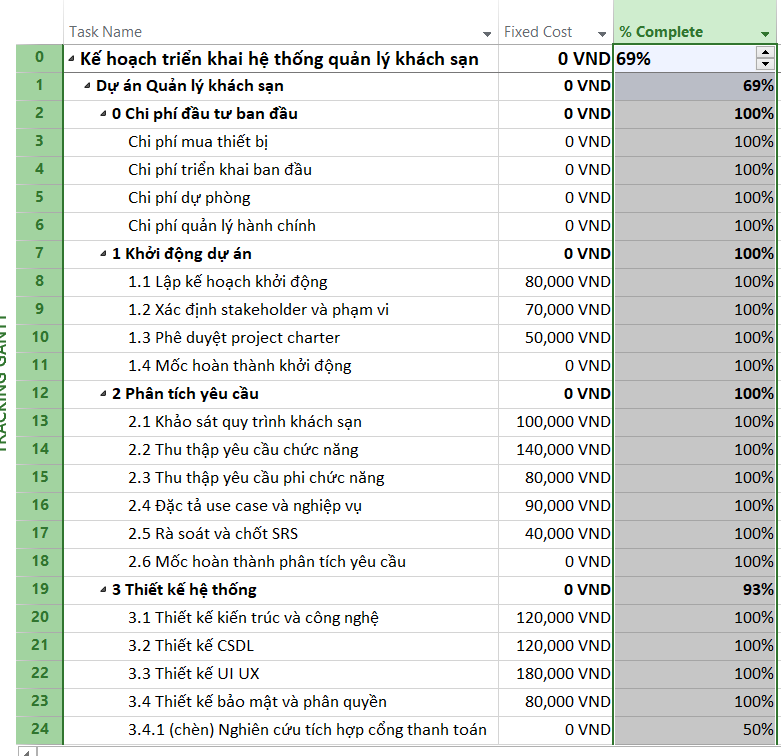 Task Name Fixed Cost % Complete
0 Kế hoạch triển khai hệ thống quản lý khách sạn 0 VND 69%
1 Dự án Quản lý khách sạn 0 VND 69%
2 0 Chi phí đầu tư ban đầu 0 VND 100%
3 Chi phí mua thiết bị 0 VND 100%
4 Chi phí triển khai ban đầu 0 VND 100%
5 Chi phí dự phòng 0 VND 100%
6 Chi phí quản lý hành chính 0 VND 100%
7 1 Khởi động dự án 0 VND 100%
8 1.1 Lập kế hoạch khởi động 80,000 VND 100%
9 1.2 Xác định stakeholder và phạm vi 70,000 VND 100%
10 1.3 Phê duyệt project charter 50,000 VND 100%
11 1.4 Mốc hoàn thành khởi động 0 VND 100%
12 2 Phân tích yêu cầu 0 VND 100%
13 2.1 Khảo sát quy trình khách sạn 100,000 VND 100%
14 2.2 Thu thập yêu cầu chức năng 140,000 VND 100%
15 2.3 Thu thập yêu cầu phi chức năng 80,000 VND 100%
16 2.4 Đặc tả use case và nghiệp vụ 90,000 VND 100%
17 2.5 Rà soát và chốt SRS 40,000 VND 100%
18 2.6 Mốc hoàn thành phân tích yêu cầu 0 VND 100%
19 3 Thiết kế hệ thống 0 VND 93%
20 3.1 Thiết kế kiến trúc và công nghệ 120,000 VND 100%
21 3.2 Thiết kế CSDL 120,000 VND 100%
22 3.3 Thiết kế UI UX 180,000 VND 100%
23 3.4 Thiết kế bảo mật và phân quyền 80,000 VND 100%
24 3.4.1 (chèn) Nghiên cứu tích hợp cổng thanh toán 0 VND 50%
TRACKING GANTT